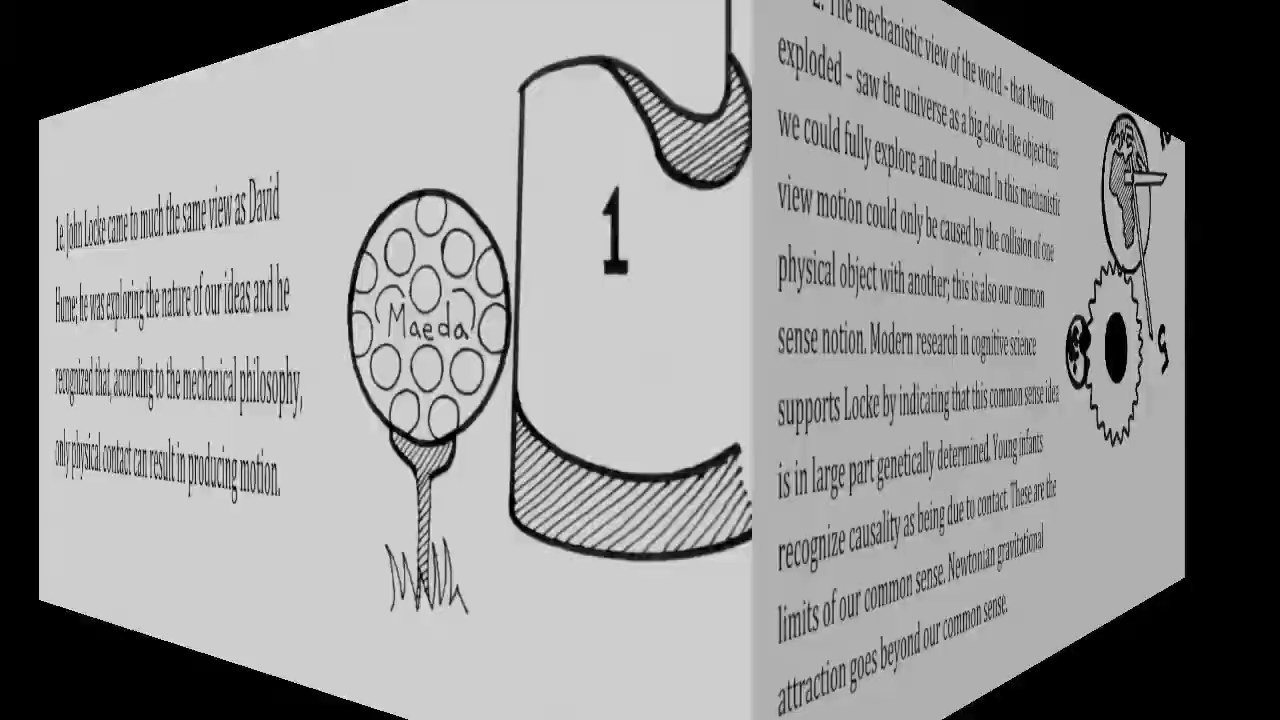 1e. John Locke came to much the same view as David
Hume; he was exploring the nature of our ideas and he
recognized that, according to the mechanical philosophy,
only physical contact can result in producing motion.
Maeda
1
2. The mechanistic view of the world – that Newton
exploded – saw the universe as a big clock-like object that
we could fully explore and understand. In this mechanistic
view motion could only be caused by the collision of one
physical object with another; this is also our common
sense notion. Modern research in cognitive science
supports Locke by indicating that this common sense idea
is in large part genetically determined. Young infants
recognize causality as being due to contact. These are the
limits of our common sense. Newtonian gravitational
attraction goes beyond our common sense.